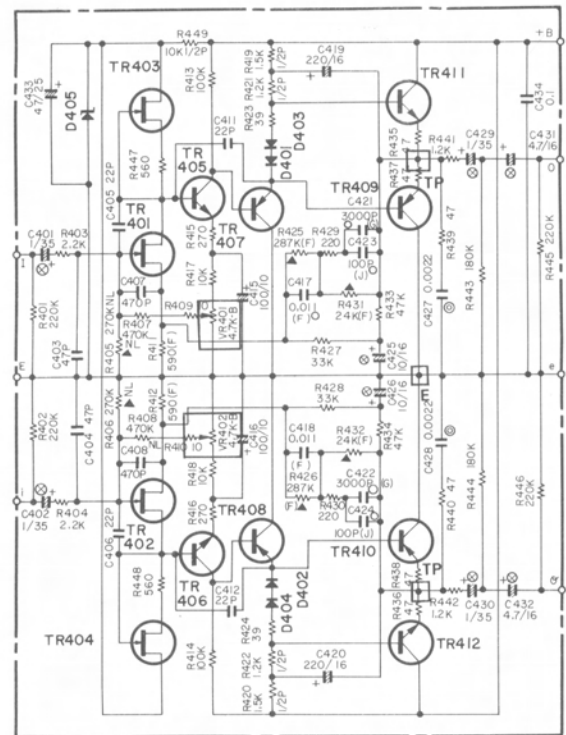 R449
10K 1/2P
+B
C433
47/25
D405
TR403
R413
100K
R419
1.5K
1/2P
R421
1.2K
1/2P
R423
39
C419
220/16
TR411
C434
0.1
R447
560
C411
22P
D403
D401
R435
47
R441
1.2K
C429
1/35
C431
4.7/16
O
C405 22P
TR
405
TR
401
TR
407
TR409
R437
47
TP
C421
3000P (G)
C423
100P (J)
R425
287K(F)
R429
220
R439
47
C401
1/35
R403
2.2K
I
R415
270
R417
10K
C407
470P
C415
100/10
C417
0.011
(F)
R431
24K(F)
R433
47K
C427
0.0022
R443
180K
R445
220K
R401
220K
C403
47P
R405
270K
NL
R407
470K
NL
R409
10
VR401
4.7K-B
R411
590(F)
R427
33K
C425
10/16
E
E
e
R402
220K
C404
47P
R406
270K
NL
R408
470K
NL
R410 10
R412
590(F)
VR402
4.7K-B
C416
100/10
R428
33K
C426
10/16
R434
47K
C408
470P
C418
0.011
(F)
R432
24K(F)
R426
287K
(F)
R430
220
C422
3000P (G)
C424
100P(J)
C428
0.0022
R440
47
R444
180K
R446
220K
i
C402
1/35
R404
2.2K
R418
10K
R416
270
C406
22P
TR
402
TR
406
TR408
TR410
TP
R438
47
R436
47
R442
1.2K
C430
1/35
C432
4.7/16
R448
560
C412
22P
D404
D402
TR404
R414
100K
R424
39
R422
1.2K
1/2P
R420
1.5K
1/2P
C420
220/16
TR412